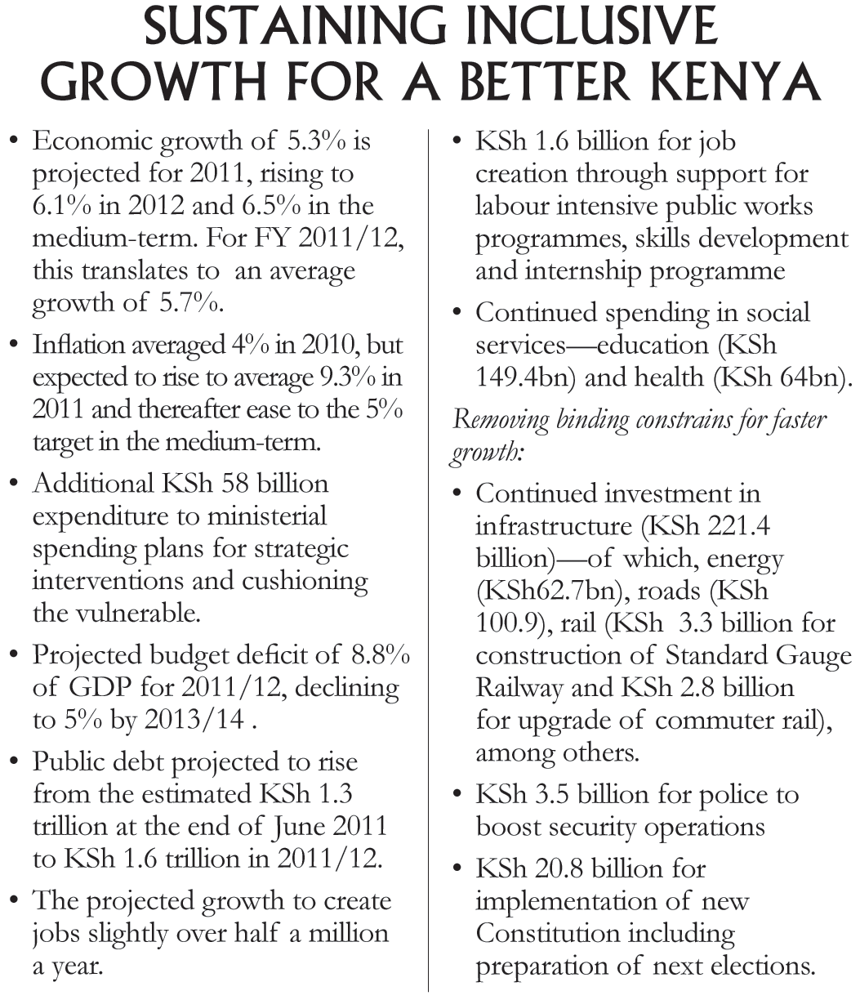 SUSTAINING INCLUSIVE
GROWTH FOR A BETTER KENYA
• Economic growth of 5.3% is
projected for 2011, rising to
6.1% in 2012 and 6.5% in the
medium-term. For FY 2011/12,
this translates to an average
growth of 5.7%.
• Inflation averaged 4% in 2010, but
expected to rise to average 9.3% in
2011 and thereafter ease to the 5%
target in the medium-term.
• Additional KSh 58 billion
expenditure to ministerial
spending plans for strategic
interventions and cushioning
the vulnerable.
• Projected budget deficit of 8.8%
of GDP for 2011/12, declining
to 5% by 2013/14 .
• Public debt projected to rise
from the estimated KSh 1.3
trillion at the end of June 2011
to KSh 1.6 trillion in 2011/12.
• The projected growth to create
jobs slightly over half a million
a year.
• KSh 1.6 billion for job
creation through support for
labour intensive public works
programmes, skills development
and internship programme
• Continued spending in social
services—education (KSh
149.4bn) and health (KSh 64bn).
Removing binding constrains for faster
growth:
• Continued investment in
infrastructure (KSh 221.4
billion)—of which, energy
(KSh62.7bn), roads (KSh
100.9), rail (KSh 3.3 billion for
construction of Standard Gauge
Railway and KSh 2.8 billion
for upgrade of commuter rail),
among others.
• KSh 3.5 billion for police to
boost security operations
• KSh 20.8 billion for
implementation of new
Constitution including
preparation of next elections.